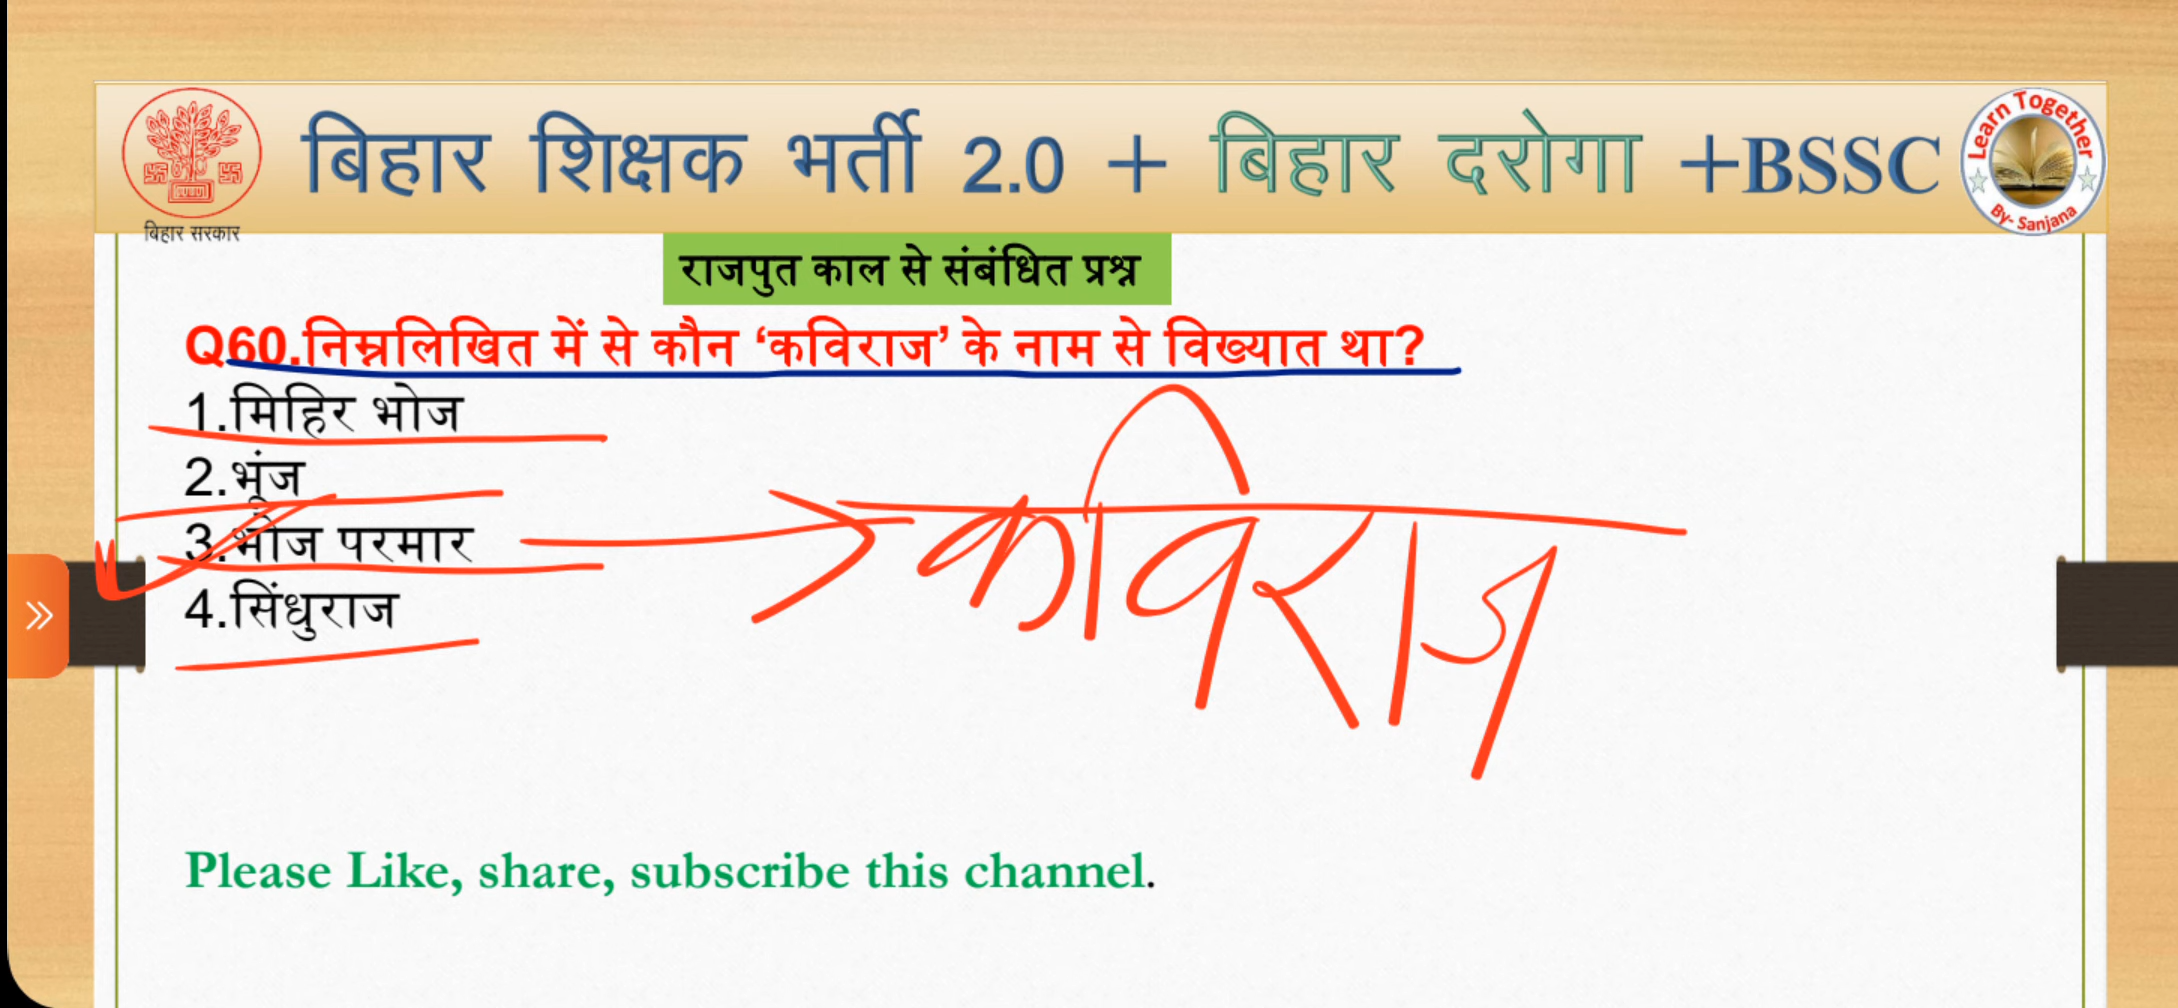 बिहार शिक्षक भर्ती 2.0 + बिहार दरोगा +BSSC
Learn Together
By- Sanjana
बिहार सरकार
राजपुत काल से संबंधित प्रश्न
Q60.निम्नलिखित में से कौन ‘कविराज’ के नाम से विख्यात था?
1.मिहिर भोज
2.भूंज
3.भोज परमार
कविराज
4.सिंधुराज
Please Like, share, subscribe this channel.